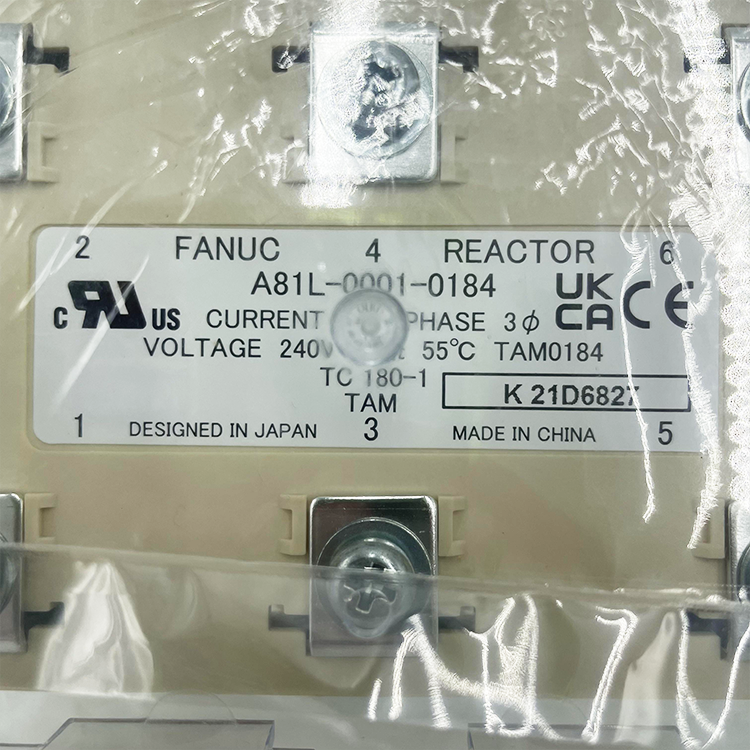 2 FANUC 4 REACTOR 6
A81L-0001-0184
c RU US UK CA CE
CURRENT PHASE 3φ
VOLTAGE 240V 55℃ TAM0184
TC 180-1
TAM
K 21D6827
1 DESIGNED IN JAPAN 3 MADE IN CHINA 5